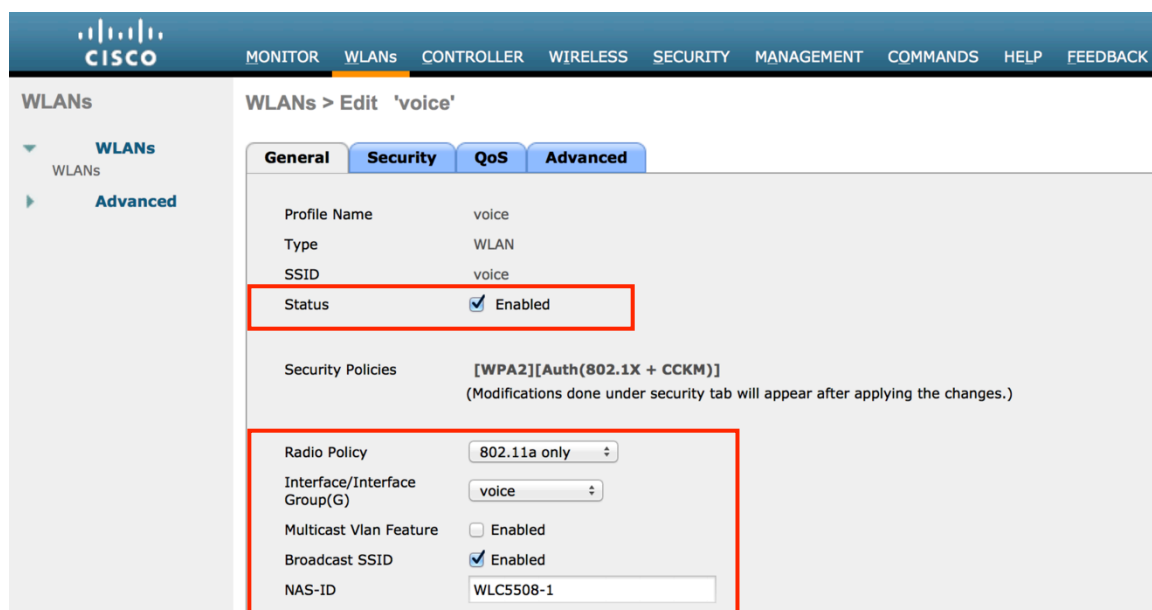 CISCO
MONITOR WLANs CONTROLLER WIRELESS SECURITY MANAGEMENT COMMANDS HELP FEEDBACK
WLANs
WLANs
WLANs
Advanced
WLANs > Edit 'voice'
General Security QoS Advanced
Profile Name voice
Type WLAN
SSID voice
Status Enabled
Security Policies [WPA2][Auth(802.1X + CCKM)]
(Modifications done under security tab will appear after applying the changes.)
Radio Policy 802.11a only
Interface/Interface
Group(G) voice
Multicast Vlan Feature Enabled
Broadcast SSID Enabled
NAS-ID WLC5508-1